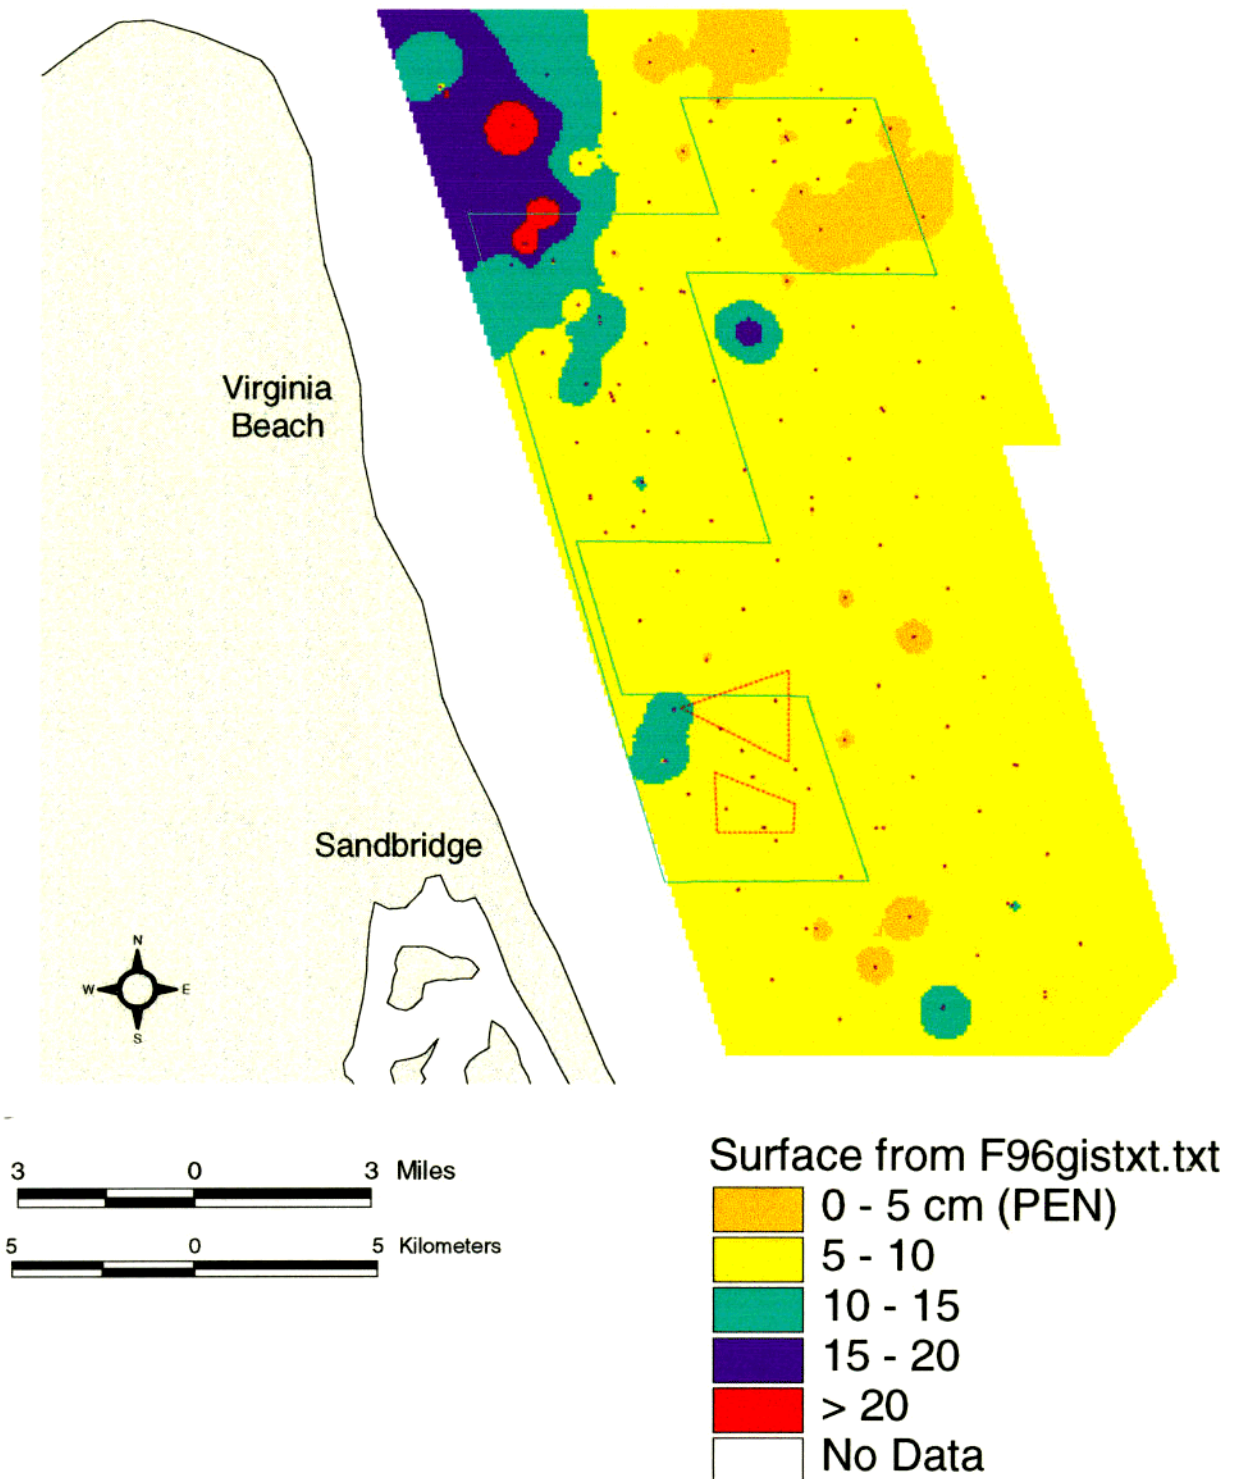 Virginia
Beach
Sandbridge
N
W E
S
3 0 3 Miles
5 0 5 Kilometers
Surface from F96gistxt.txt
0 - 5 cm (PEN)
5 - 10
10 - 15
15 - 20
> 20
No Data